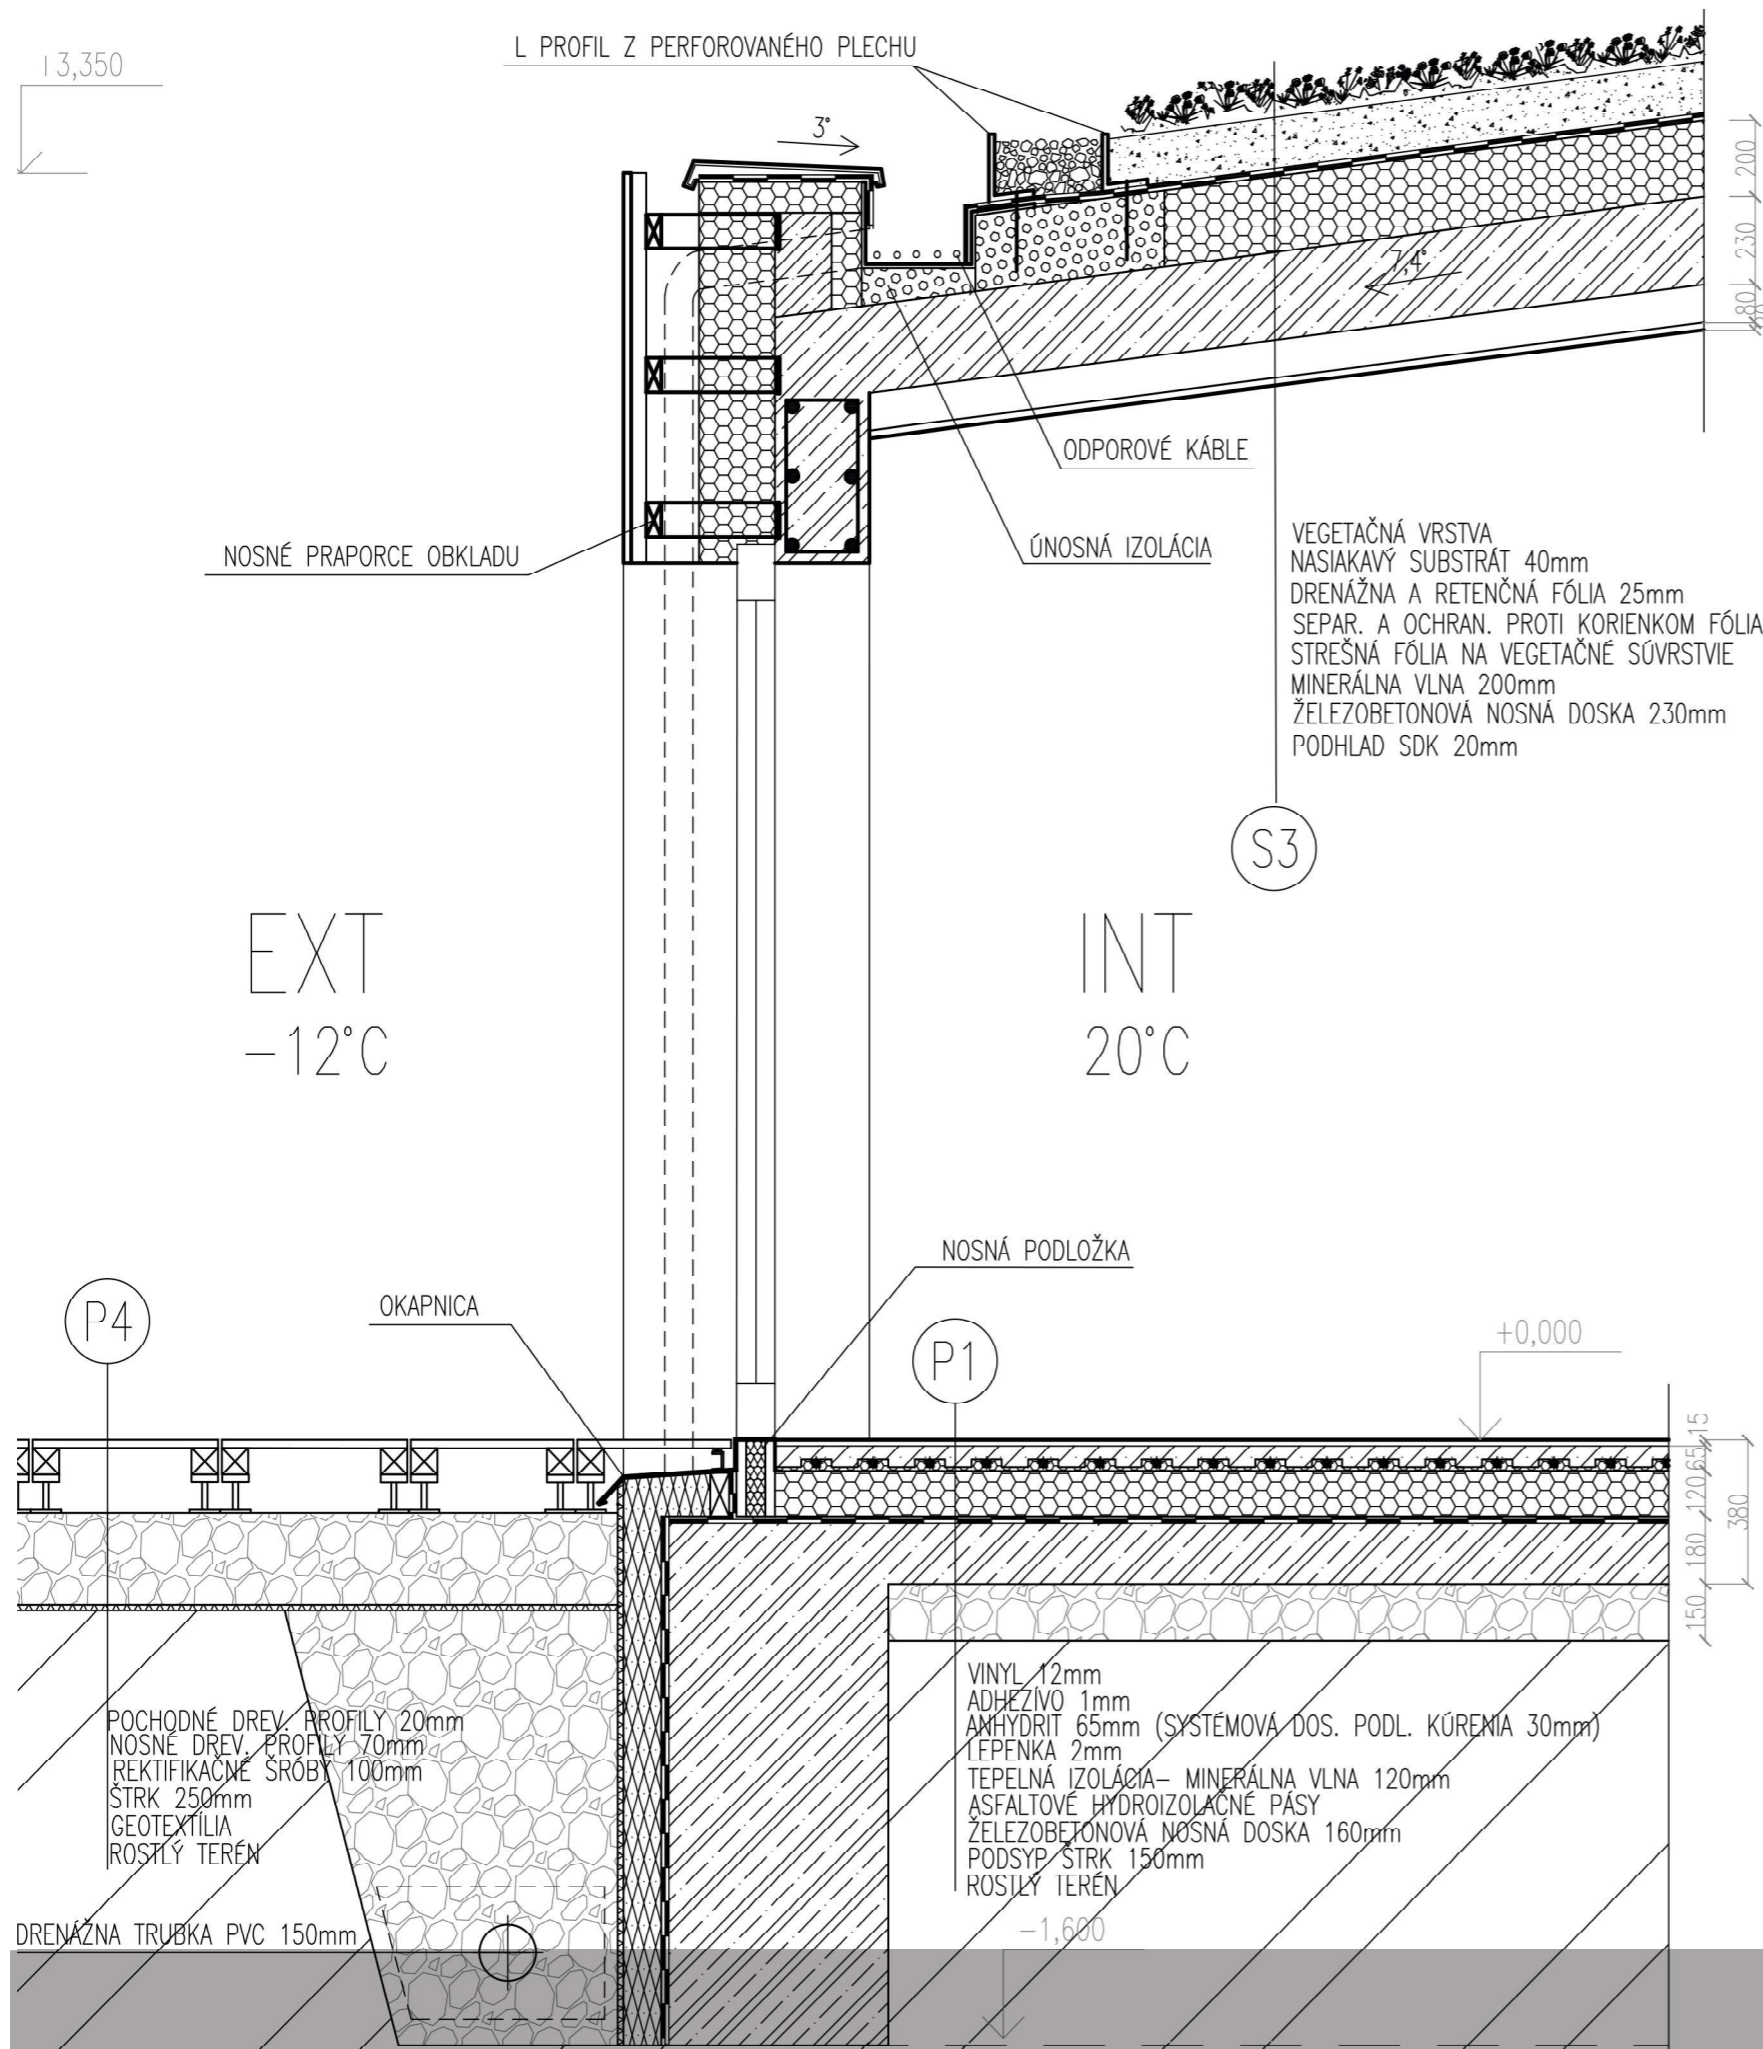 L PROFIL Z PERFOROVANÉHO PLECHU
+3,350
3°
200
230
80
7,4°
ODPOROVÉ KÁBLE
ÚNOSNÁ IZOLÁCIA
NOSNÉ PRAPORCE OBKLADU
VEGETAČNÁ VRSTVA
NASIAKAVÝ SUBSTRÁT 40mm
DRENÁŽNA A RETENČNÁ FÓLIA 25mm
SEPAR. A OCHRAN. PROTI KORIENKOM FÓLIA
STREŠNÁ FÓLIA NA VEGETAČNÉ SÚVRSTVIE
MINERÁLNA VLNA 200mm
ŽELEZOBETONOVÁ NOSNÁ DOSKA 230mm
PODHLAD SDK 20mm
S3
EXT
-12°C
INT
20°C
NOSNÁ PODLOŽKA
OKAPNICA
P4
P1
+0,000
15
65
120
180
380
150
POCHODNÉ DREV. PROFILY 20mm
NOSNÉ DREV. PROFILY 70mm
REKTIFIKAČNÉ ŠRÓBY 100mm
ŠTRK 250mm
GEOTEXTÍLIA
ROSTLÝ TERÉN
VINYL 12mm
ADHEZÍVO 1mm
ANHYDRIT 65mm (SYSTÉMOVÁ DOS. PODL. KÚRENIA 30mm)
LEPENKA 2mm
TEPELNÁ IZOLÁCIA- MINERÁLNA VLNA 120mm
ASFALTOVÉ HYDROIZOLAČNÉ PÁSY
ŽELEZOBETONOVÁ NOSNÁ DOSKA 160mm
PODSYP ŠTRK 150mm
ROSTLÝ TERÉN
DRENÁŽNA TRUBKA PVC 150mm
-1,600